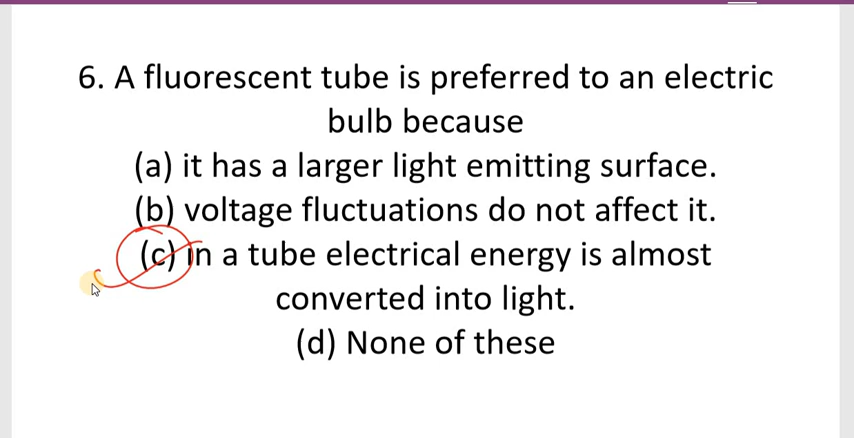 6. A fluorescent tube is preferred to an electric
bulb because
(a) it has a larger light emitting surface.
(b) voltage fluctuations do not affect it.
(c) in a tube electrical energy is almost
converted into light.
(d) None of these